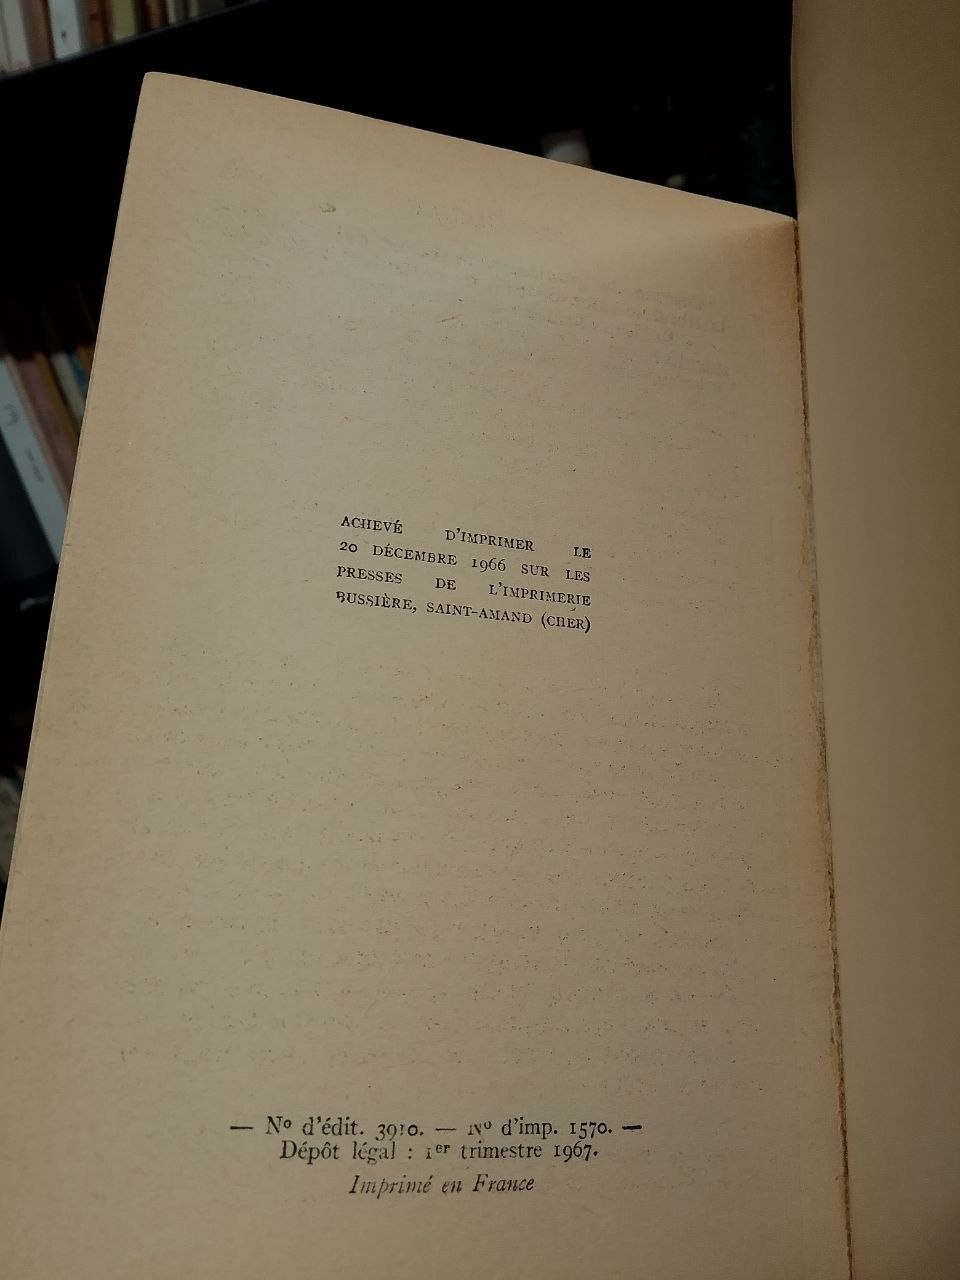 ACHEVÉ D'IMPRIMER LE
20 DÉCEMBRE 1966 SUR LES
PRESSES DE L'IMPRIMERIE
BUSSIÈRE, SAINT-AMAND (CHER)
— Nº d'édit. 3910. — Nº d'imp. 1570. —
Dépôt légal : 1er trimestre 1967.
Imprimé en France